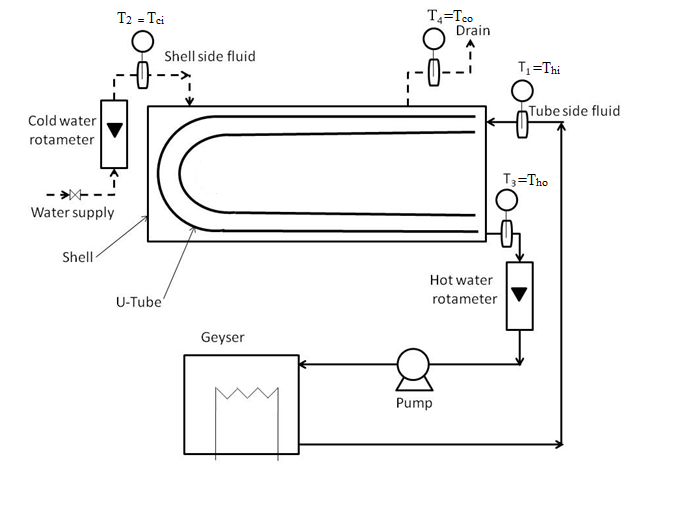 T₂ = Tci
Shell side fluid
T₄=Tco
Drain
T₁=Thi
Tube side fluid
Cold water
rotameter
Water supply
T₃=Tho
Shell
U-Tube
Hot water
rotameter
Geyser
Pump